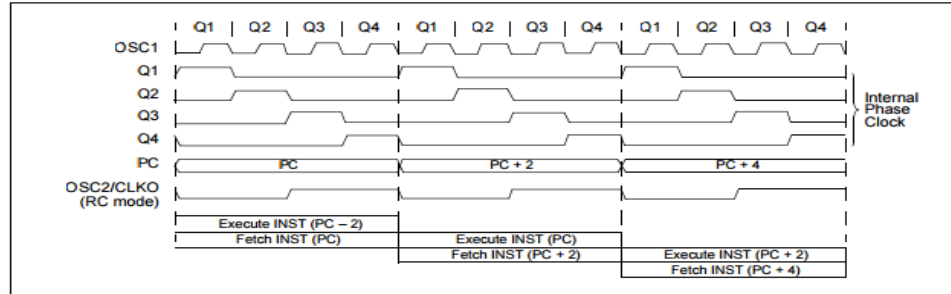 Q1 Q2 Q3 Q4 Q1 Q2 Q3 Q4 Q1 Q2 Q3 Q4
OSC1
Q1
Q2
Q3
Q4
Internal
Phase
Clock
PC PC PC + 2 PC + 4
OSC2/CLKO
(RC mode)
Execute INST (PC – 2)
Fetch INST (PC) Execute INST (PC)
Fetch INST (PC + 2) Execute INST (PC + 2)
Fetch INST (PC + 4)